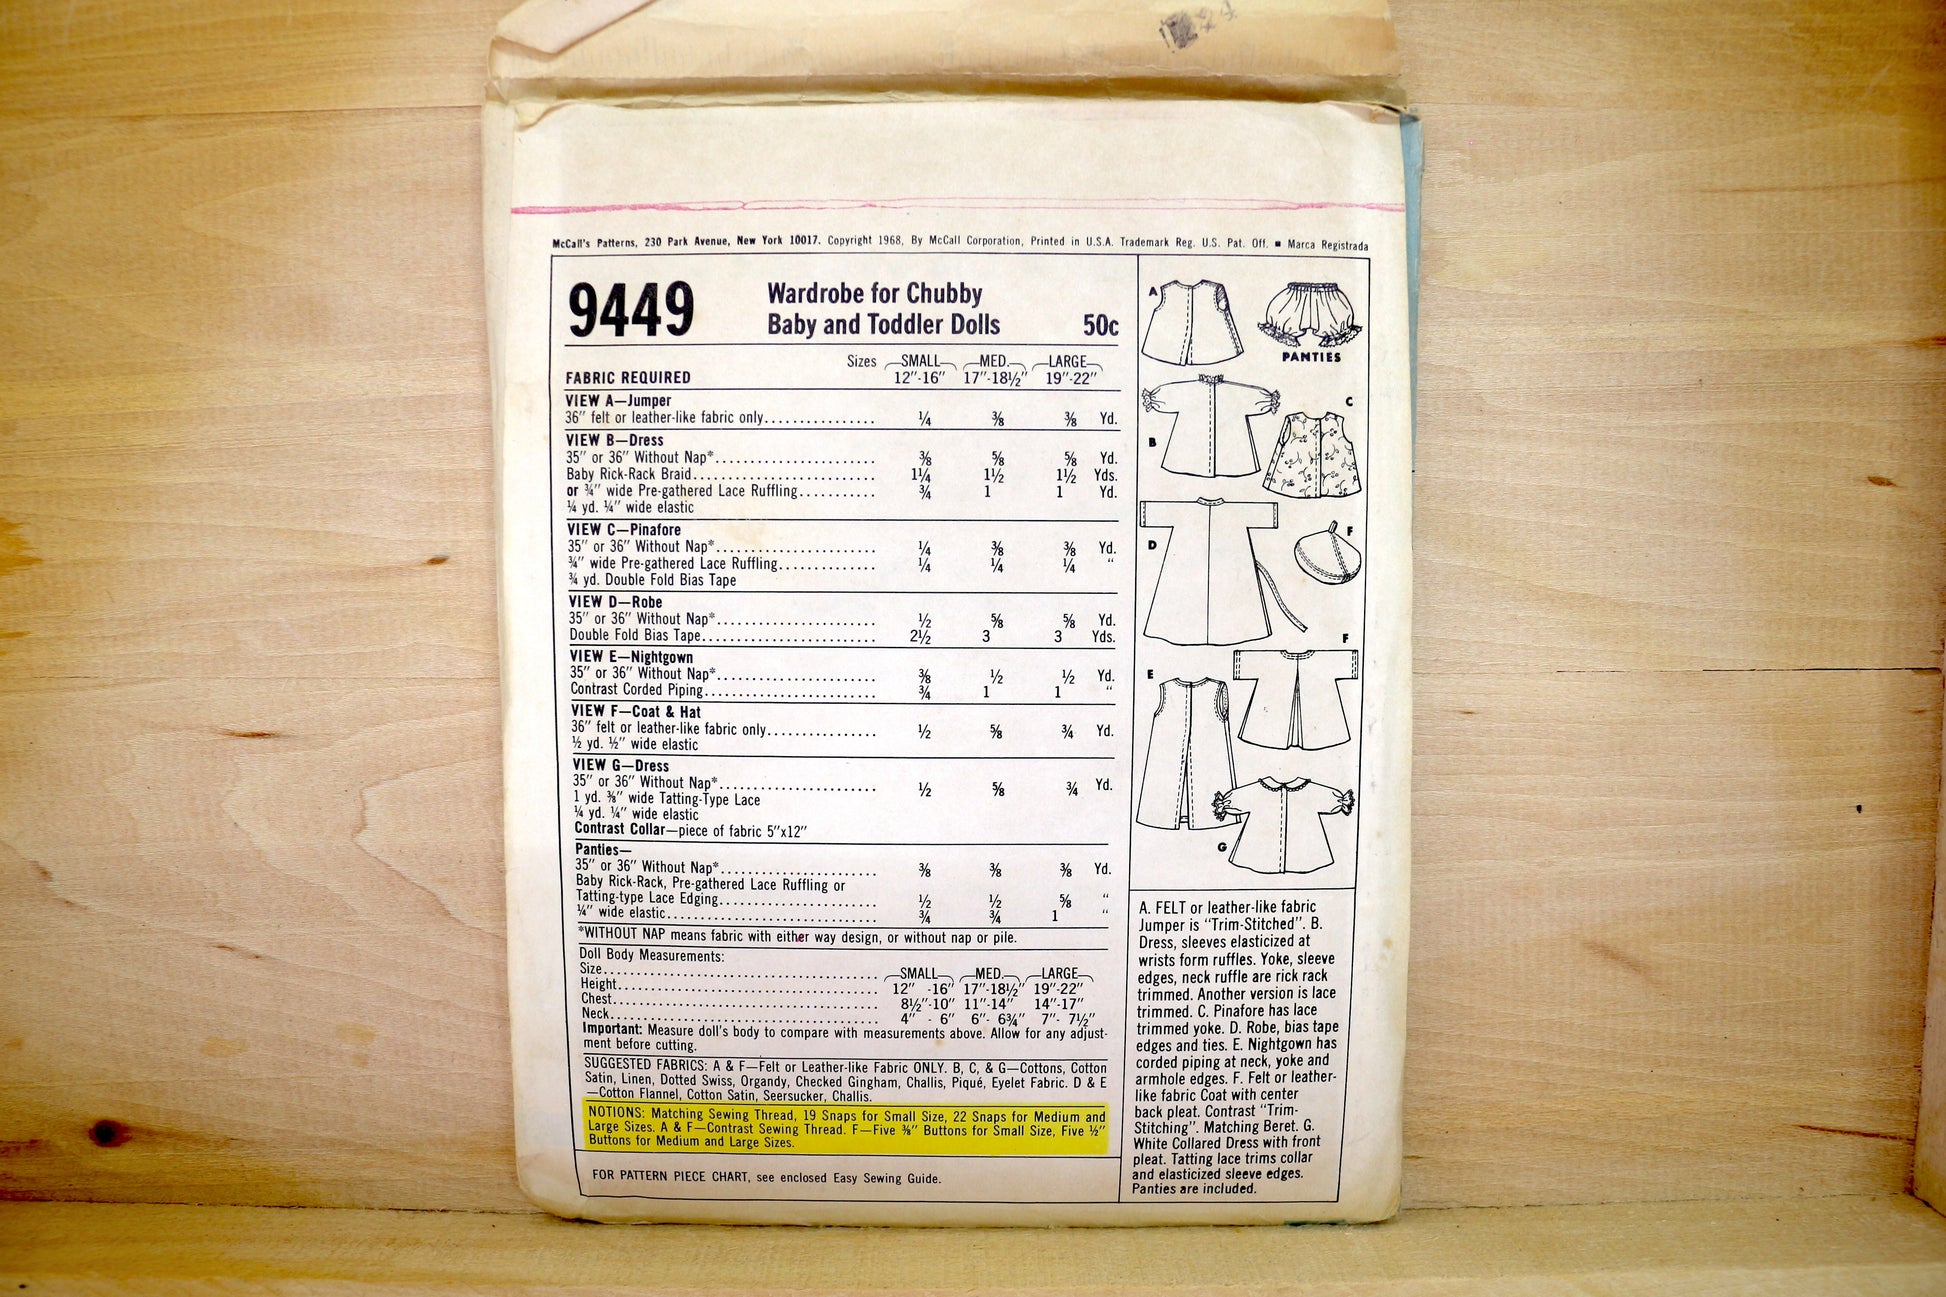 McCall's Patterns, 230 Park Avenue, New York 10017. Copyright 1968, By McCall Corporation, Printed in U.S.A. Trademark Reg. U.S. Pat. Off. ■ Marca Registrada
9449
Wardrobe for Chubby
Baby and Toddler Dolls 50c
Sizes SMALL MED. LARGE
FABRIC REQUIRED 12"-16" 17"-18½" 19"-22"
VIEW A—Jumper
36" felt or leather-like fabric only................ ¼ ⅜ ⅜ Yd.
VIEW B—Dress
35" or 36" Without Nap*....................... ⅜ ⅝ ⅝ Yd.
Baby Rick-Rack Braid.......................... 1¼ 1½ 1½ Yds.
or ¾" wide Pre-gathered Lace Ruffling........... ¾ 1 1 Yd.
¼ yd. ¼" wide elastic
VIEW C—Pinafore
35" or 36" Without Nap*....................... ¼ ⅜ ⅜ Yd.
¾" wide Pre-gathered Lace Ruffling.............. ¼ ¼ ¼ "
¾ yd. Double Fold Bias Tape
VIEW D—Robe
35" or 36" Without Nap*....................... ½ ⅝ ⅝ Yd.
Double Fold Bias Tape......................... 2½ 3 3 Yds.
VIEW E—Nightgown
35" or 36" Without Nap*....................... ⅜ ½ ½ Yd.
Contrast Corded Piping......................... ¾ 1 1 "
VIEW F—Coat & Hat
36" felt or leather-like fabric only................ ½ ⅝ ¾ Yd.
½ yd. ½" wide elastic
VIEW G—Dress
35" or 36" Without Nap*....................... ½ ⅝ ¾ Yd.
1 yd. ⅜" wide Tatting-Type Lace
¼ yd. ¼" wide elastic
Contrast Collar—piece of fabric 5"x12"
Panties—
35" or 36" Without Nap*....................... ⅜ ⅜ ⅜ Yd.
Baby Rick-Rack, Pre-gathered Lace Ruffling or
Tatting-type Lace Edging....................... ½ ½ ⅝ "
¼" wide elastic............................... ¾ ¾ 1 "
*WITHOUT NAP means fabric with either way design, or without nap or pile.
Doll Body Measurements:
Size........................................ SMALL MED. LARGE
Height...................................... 12" -16" 17"-18½" 19"-22"
Chest....................................... 8½"-10" 11"-14" 14"-17"
Neck........................................ 4" - 6" 6"- 6¾" 7"- 7½"
Important: Measure doll's body to compare with measurements above. Allow for any adjust-
ment before cutting.
SUGGESTED FABRICS: A & F—Felt or Leather-like Fabric ONLY. B, C, & G—Cottons, Cotton
Satin, Linen, Dotted Swiss, Organdy, Checked Gingham, Challis, Piqué, Eyelet Fabric. D & E
—Cotton Flannel, Cotton Satin, Seersucker, Challis.
NOTIONS: Matching Sewing Thread, 19 Snaps for Small Size, 22 Snaps for Medium and
Large Sizes. A & F—Contrast Sewing Thread. F—Five ⅜" Buttons for Small Size, Five ½"
Buttons for Medium and Large Sizes.
FOR PATTERN PIECE CHART, see enclosed Easy Sewing Guide.
A
PANTIES
C
B
F
D
F
E
G
A. FELT or leather-like fabric
Jumper is "Trim-Stitched". B.
Dress, sleeves elasticized at
wrists form ruffles. Yoke, sleeve
edges, neck ruffle are rick rack
trimmed. Another version is lace
trimmed. C. Pinafore has lace
trimmed yoke. D. Robe, bias tape
edges and ties. E. Nightgown has
corded piping at neck, yoke and
armhole edges. F. Felt or leather-
like fabric Coat with center
back pleat. Contrast "Trim-
Stitching". Matching Beret. G.
White Collared Dress with front
pleat. Tatting lace trims collar
and elasticized sleeve edges.
Panties are included.